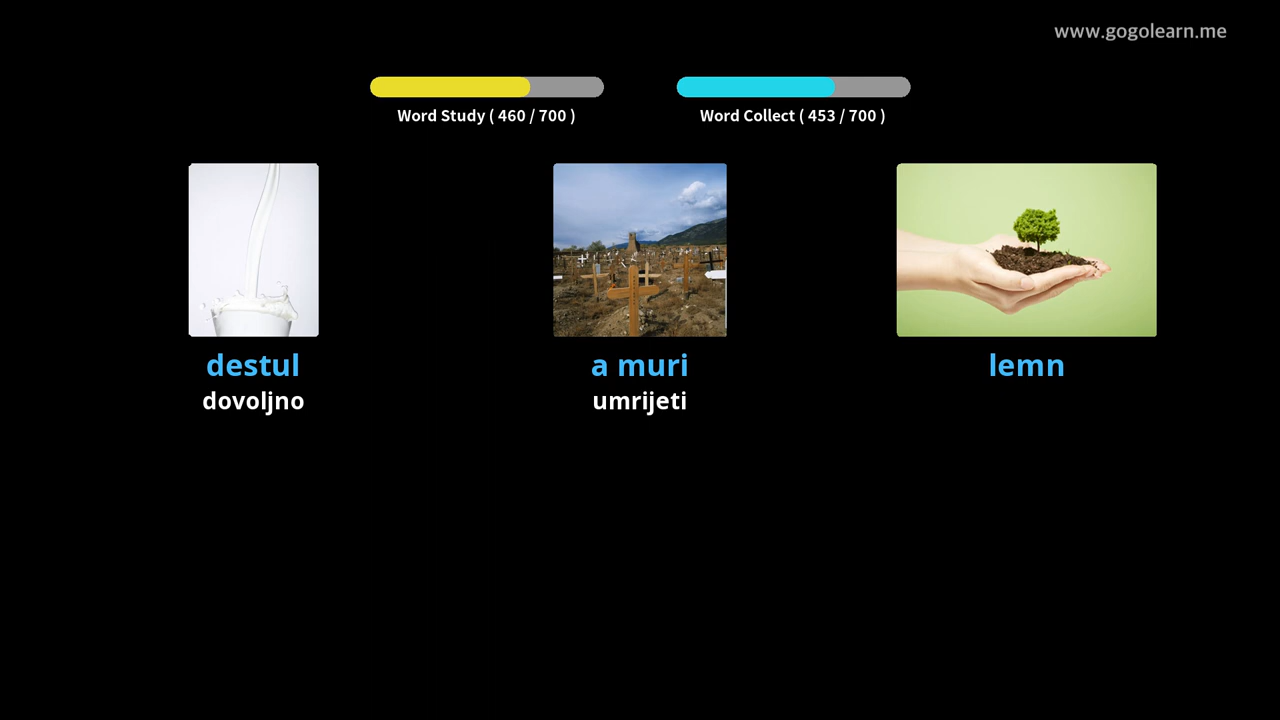 www.gogolearn.me
Word Study ( 460 / 700 )
Word Collect ( 453 / 700 )
destul
dovoljno
a muri
umrijeti
lemn